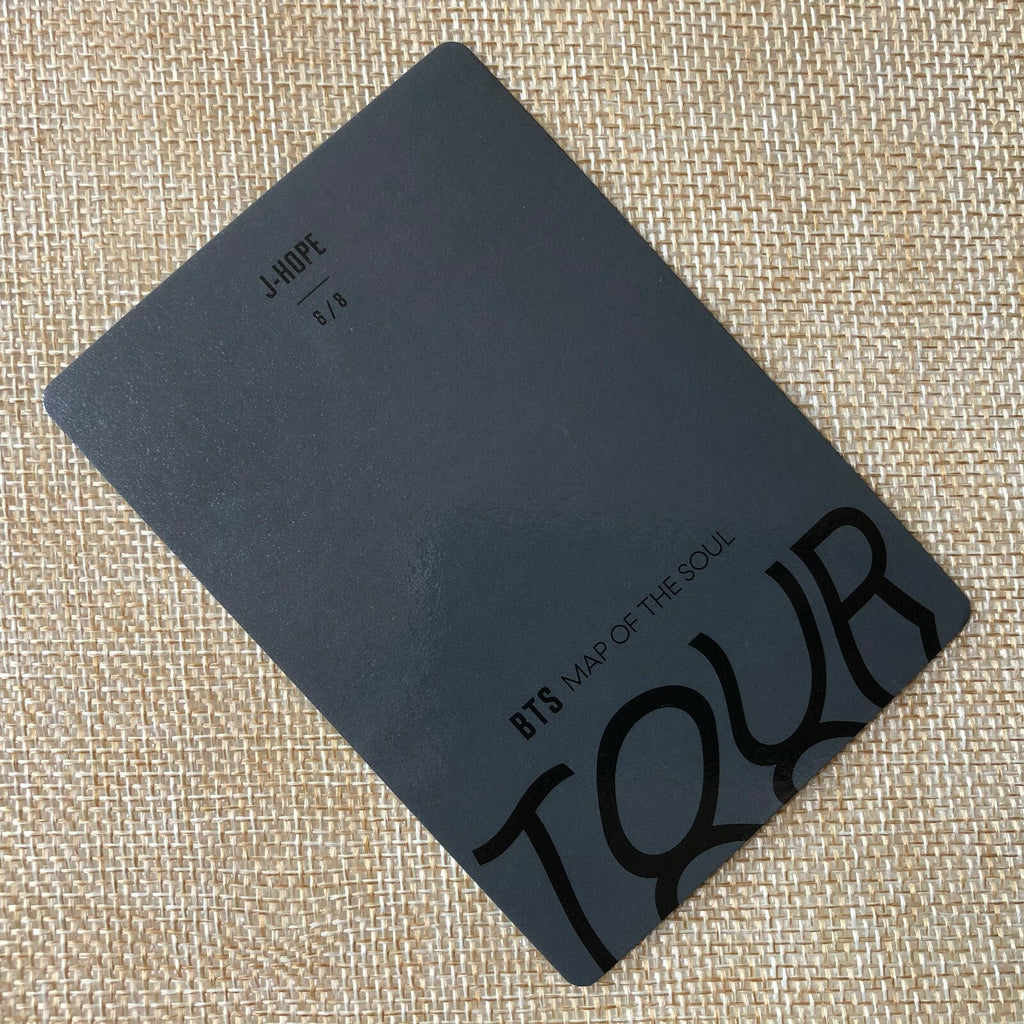 J-HOPE
6/8
BTS MAP OF THE SOUL
TOUR